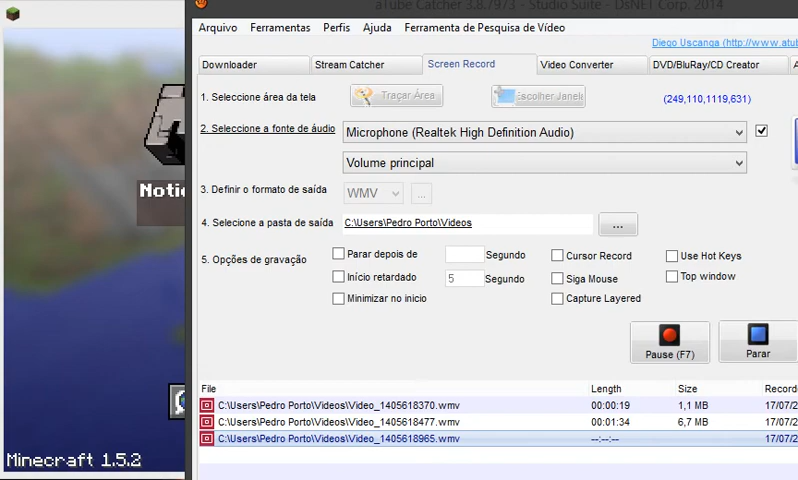 aTube Catcher 3.8.7973 - Studio Suite - DsNET Corp. 2014
Arquivo Ferramentas Perfis Ajuda Ferramenta de Pesquisa de Vídeo
Diego Uscanga (http://www.atub
Downloader Stream Catcher Screen Record Video Converter DVD/BluRay/CD Creator A
1. Seleccione área da tela Traçar Área Escolher Janela (249,110,1119,631)
2. Seleccione a fonte de áudio Microphone (Realtek High Definition Audio)
Volume principal
3. Definir o formato de saída WMV ...
4. Selecione a pasta de saída C:\Users\Pedro Porto\Videos ...
5. Opções de gravação Parar depois de Segundo Cursor Record Use Hot Keys
Início retardado 5 Segundo Siga Mouse Top window
Minimizar no inicio Capture Layered
Pause (F7) Parar
File Length Size Recorde
C:\Users\Pedro Porto\Videos\Video_1405618370.wmv 00:00:19 1,1 MB 17/07/2
C:\Users\Pedro Porto\Videos\Video_1405618477.wmv 00:01:34 6,7 MB 17/07/2
C:\Users\Pedro Porto\Videos\Video_1405618965.wmv --:--:-- 17/07/2
Notic
Minecraft 1.5.2